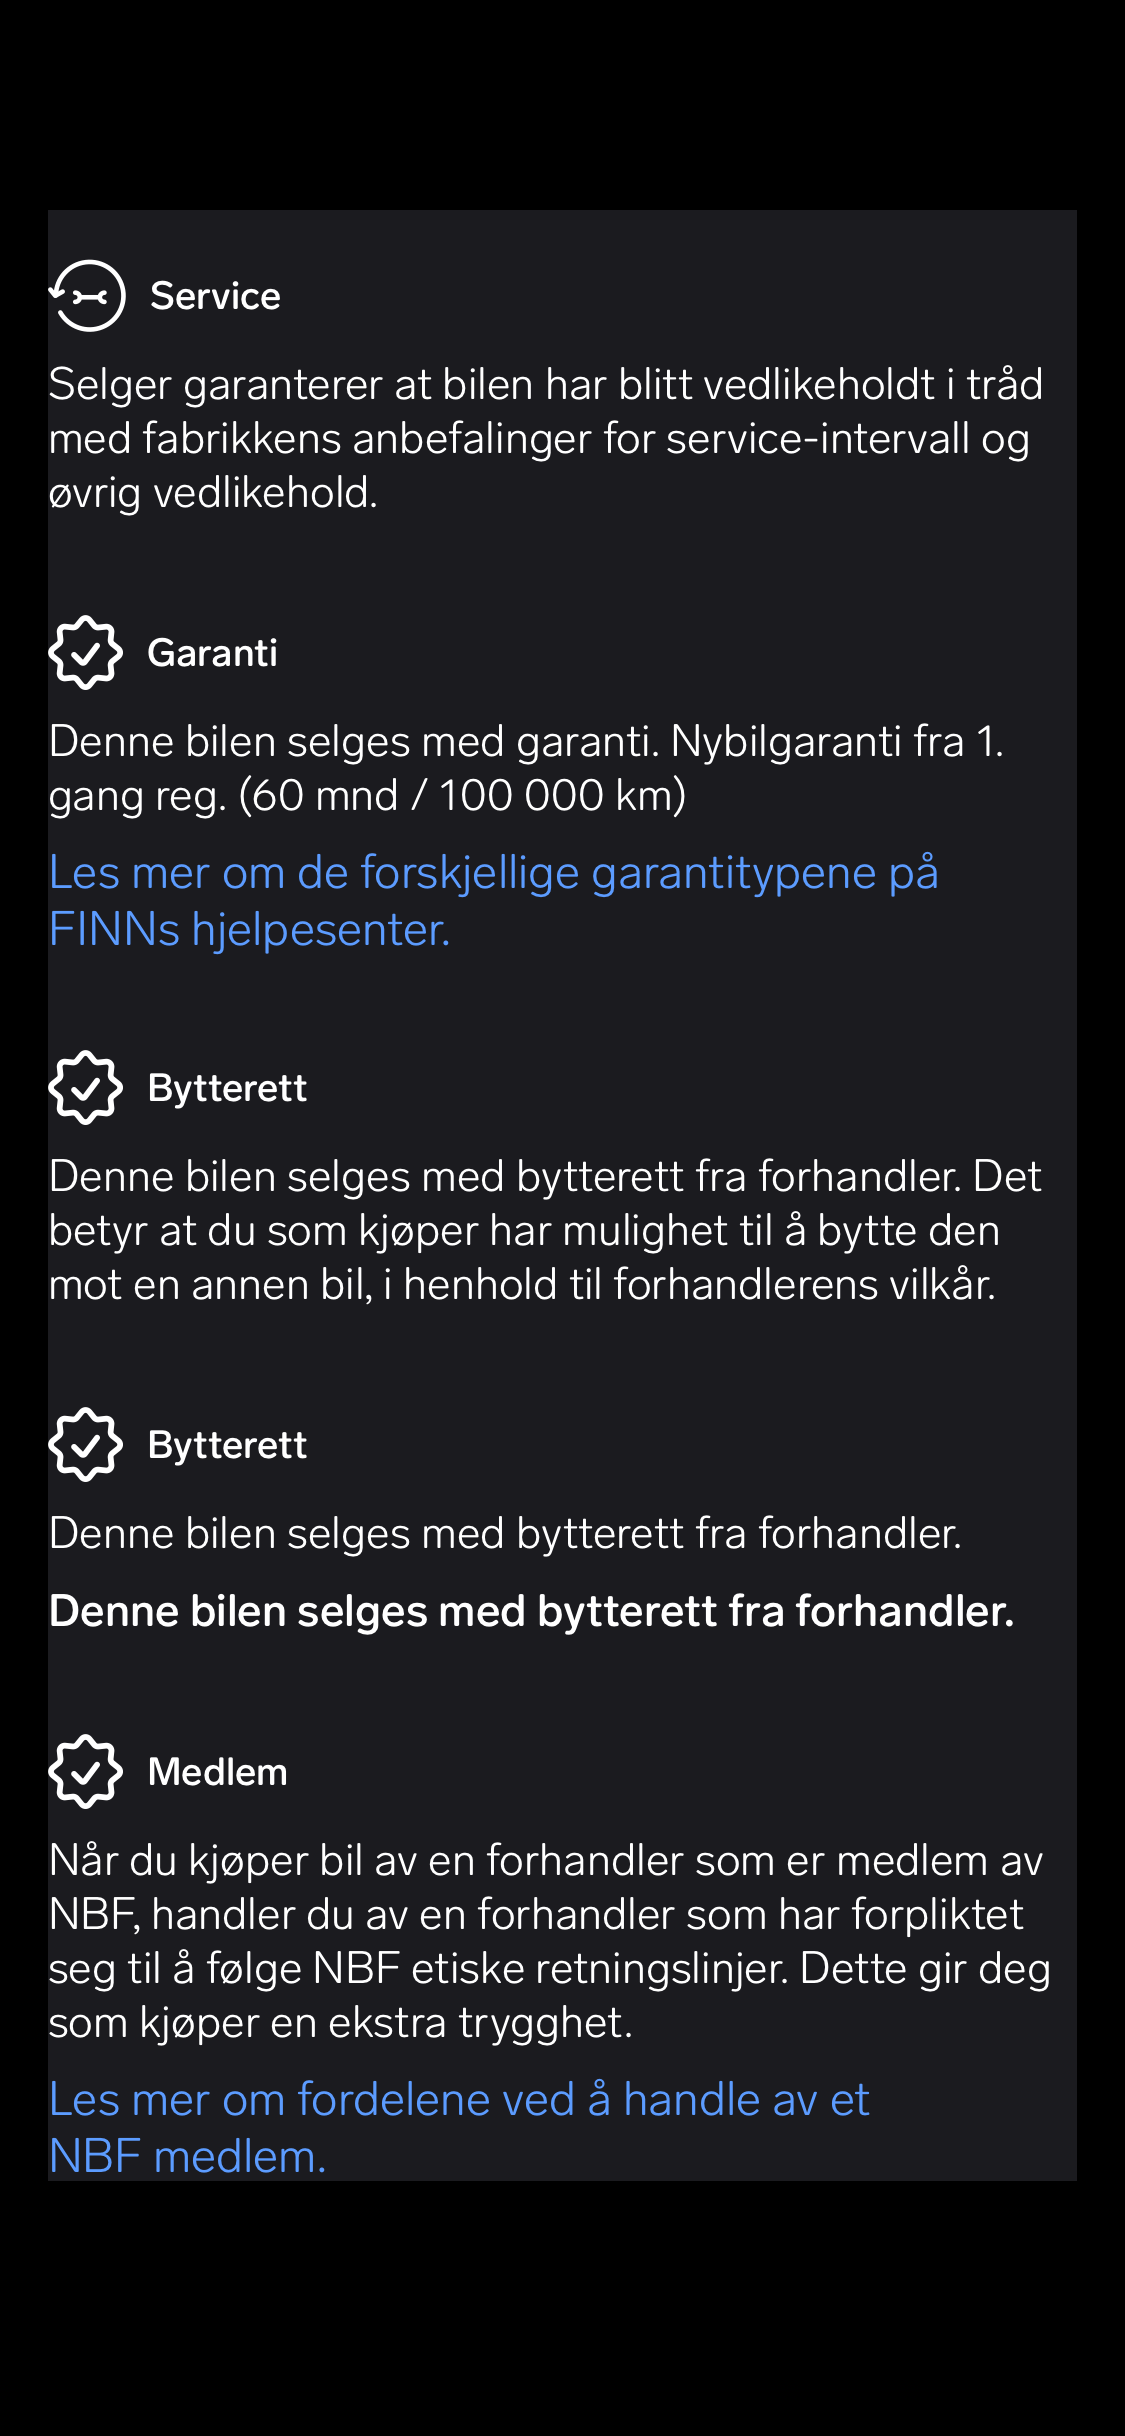 Service
Selger garanterer at bilen har blitt vedlikeholdt i tråd
med fabrikkens anbefalinger for service-intervall og
øvrig vedlikehold.
Garanti
Denne bilen selges med garanti. Nybilgaranti fra 1.
gang reg. (60 mnd / 100 000 km)
Les mer om de forskjellige garantitypene på
FINNs hjelpesenter.
Bytterett
Denne bilen selges med bytterett fra forhandler. Det
betyr at du som kjøper har mulighet til å bytte den
mot en annen bil, i henhold til forhandlerens vilkår.
Bytterett
Denne bilen selges med bytterett fra forhandler.
Denne bilen selges med bytterett fra forhandler.
Medlem
Når du kjøper bil av en forhandler som er medlem av
NBF, handler du av en forhandler som har forpliktet
seg til å følge NBF etiske retningslinjer. Dette gir deg
som kjøper en ekstra trygghet.
Les mer om fordelene ved å handle av et
NBF medlem.